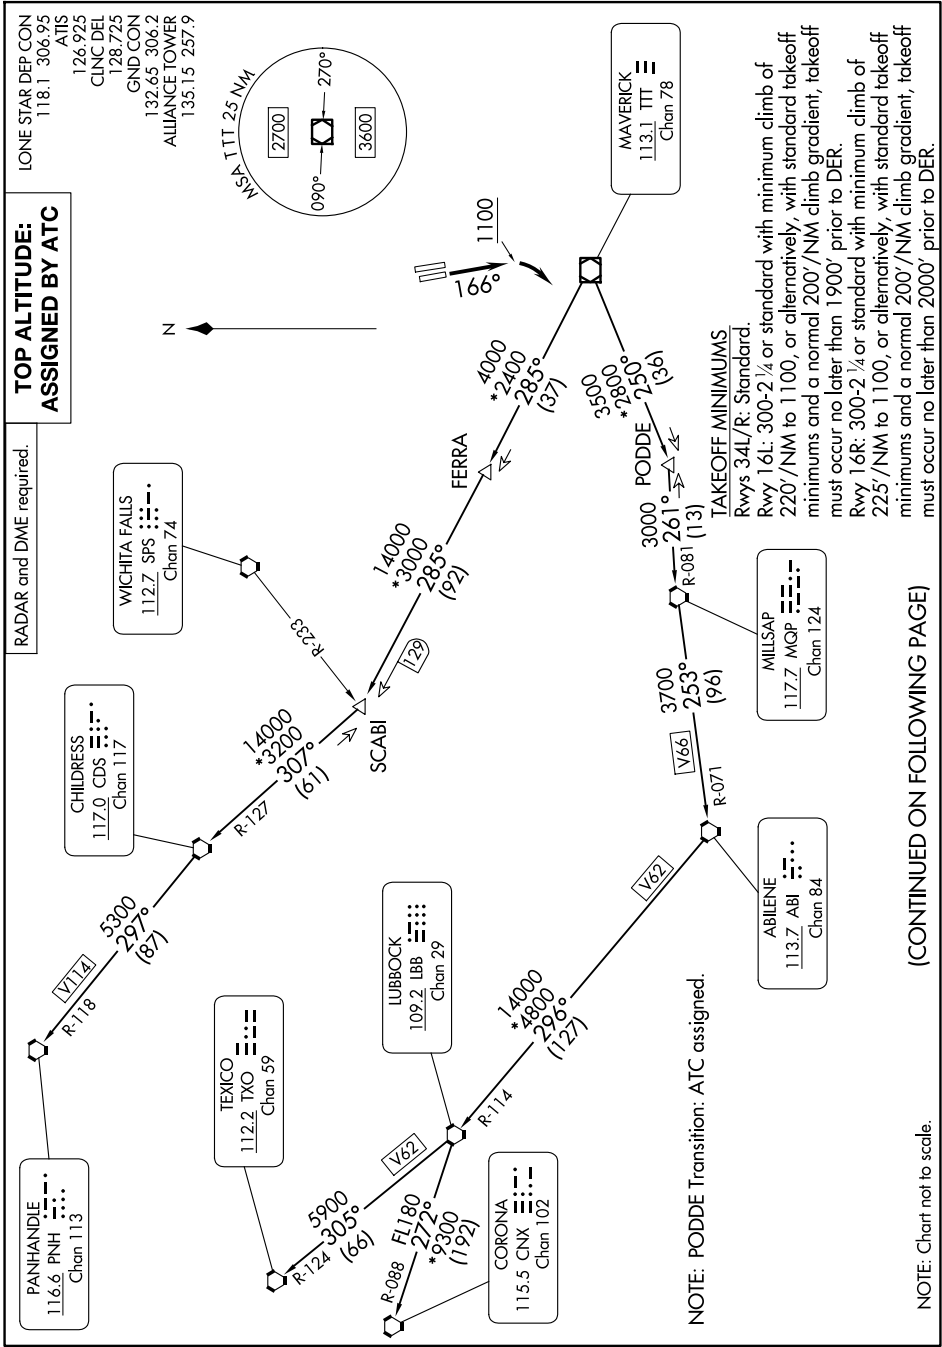 LONE STAR DEP CON
118.1 306.95
ATIS
126.925
CLNC DEL
128.725
GND CON
132.65 306.2
ALLIANCE TOWER
135.15 257.9
TOP ALTITUDE:
ASSIGNED BY ATC
RADAR and DME required.
MSA TTT 25 NM
2700
090°
270°
3600
N
MAVERICK
113.1 TTT
Chan 78
1100
166°
4000
*2400
285°
(37)
FERRA
14000
*3000
285°
(92)
129
SCABI
WICHITA FALLS
112.7 SPS
Chan 74
R-233
14000
*3200
307°
(61)
R-127
CHILDRESS
117.0 CDS
Chan 117
5300
297°
(87)
V114
R-118
PANHANDLE
116.6 PNH
Chan 113
3500
*2800
250°
(36)
PODDE
3000
261°
(13)
R-081
MILLSAP
117.7 MQP
Chan 124
3700
253°
(96)
V66
R-071
ABILENE
113.7 ABI
Chan 84
V62
14000
*4800
296°
(127)
R-114
LUBBOCK
109.2 LBB
Chan 29
V62
5900
305°
(66)
R-124
TEXICO
112.2 TXO
Chan 59
FL180
272°
*9300
(192)
R-088
CORONA
115.5 CNX
Chan 102
TAKEOFF MINIMUMS
Rwys 34L/R: Standard.
Rwy 16L: 300-2¼ or standard with minimum climb of
220'/NM to 1100, or alternatively, with standard takeoff
minimums and a normal 200'/NM climb gradient, takeoff
must occur no later than 1900' prior to DER.
Rwy 16R: 300-2¼ or standard with minimum climb of
225'/NM to 1100, or alternatively, with standard takeoff
minimums and a normal 200'/NM climb gradient, takeoff
must occur no later than 2000' prior to DER.
NOTE: PODDE Transition: ATC assigned.
(CONTINUED ON FOLLOWING PAGE)
NOTE: Chart not to scale.